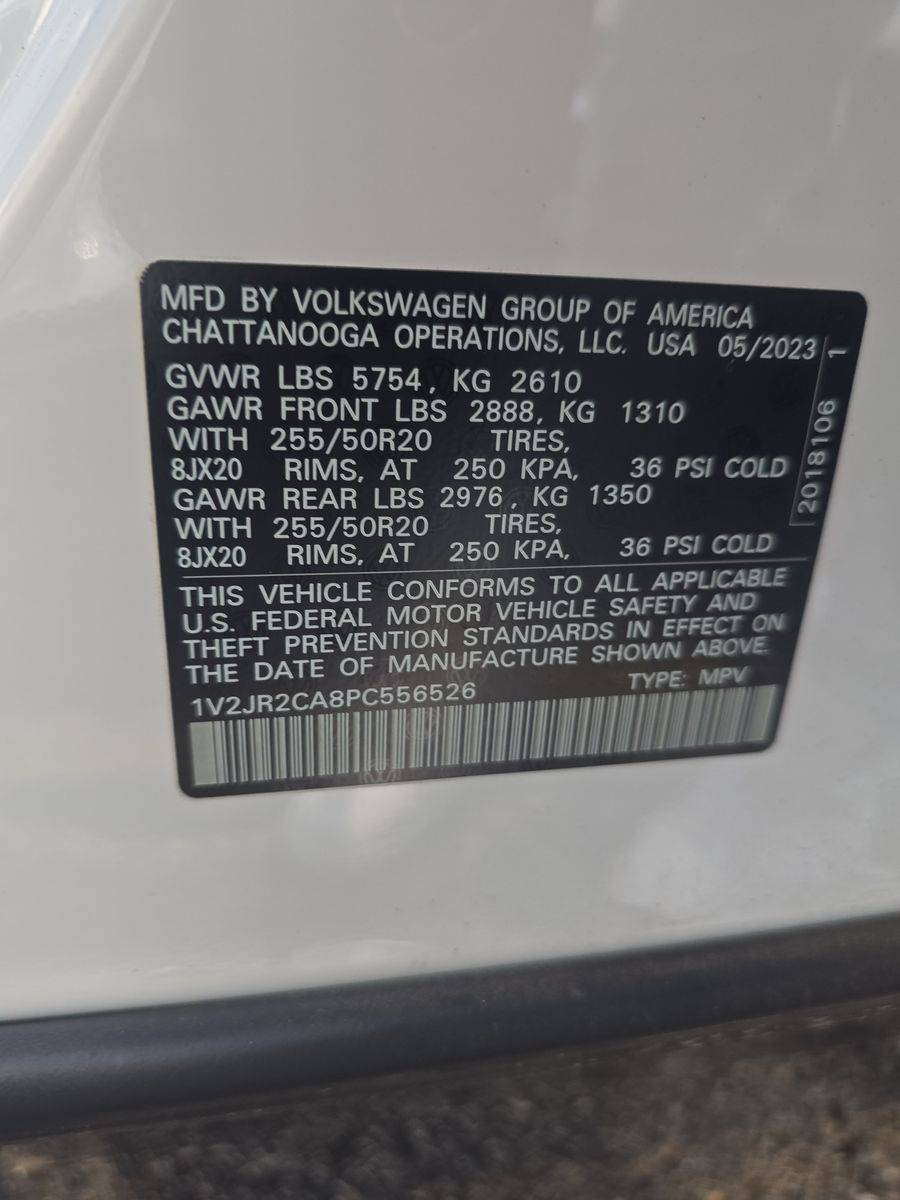 MFD BY VOLKSWAGEN GROUP OF AMERICA
CHATTANOOGA OPERATIONS, LLC. USA 05/2023
GVWR LBS 5754, KG 2610
GAWR FRONT LBS 2888, KG 1310
WITH 255/50R20 TIRES,
8JX20 RIMS, AT 250 KPA, 36 PSI COLD
GAWR REAR LBS 2976, KG 1350
WITH 255/50R20 TIRES,
8JX20 RIMS, AT 250 KPA, 36 PSI COLD
2018106 1
THIS VEHICLE CONFORMS TO ALL APPLICABLE
U.S. FEDERAL MOTOR VEHICLE SAFETY AND
THEFT PREVENTION STANDARDS IN EFFECT ON
THE DATE OF MANUFACTURE SHOWN ABOVE.
1V2JR2CA8PC556526 TYPE: MPV